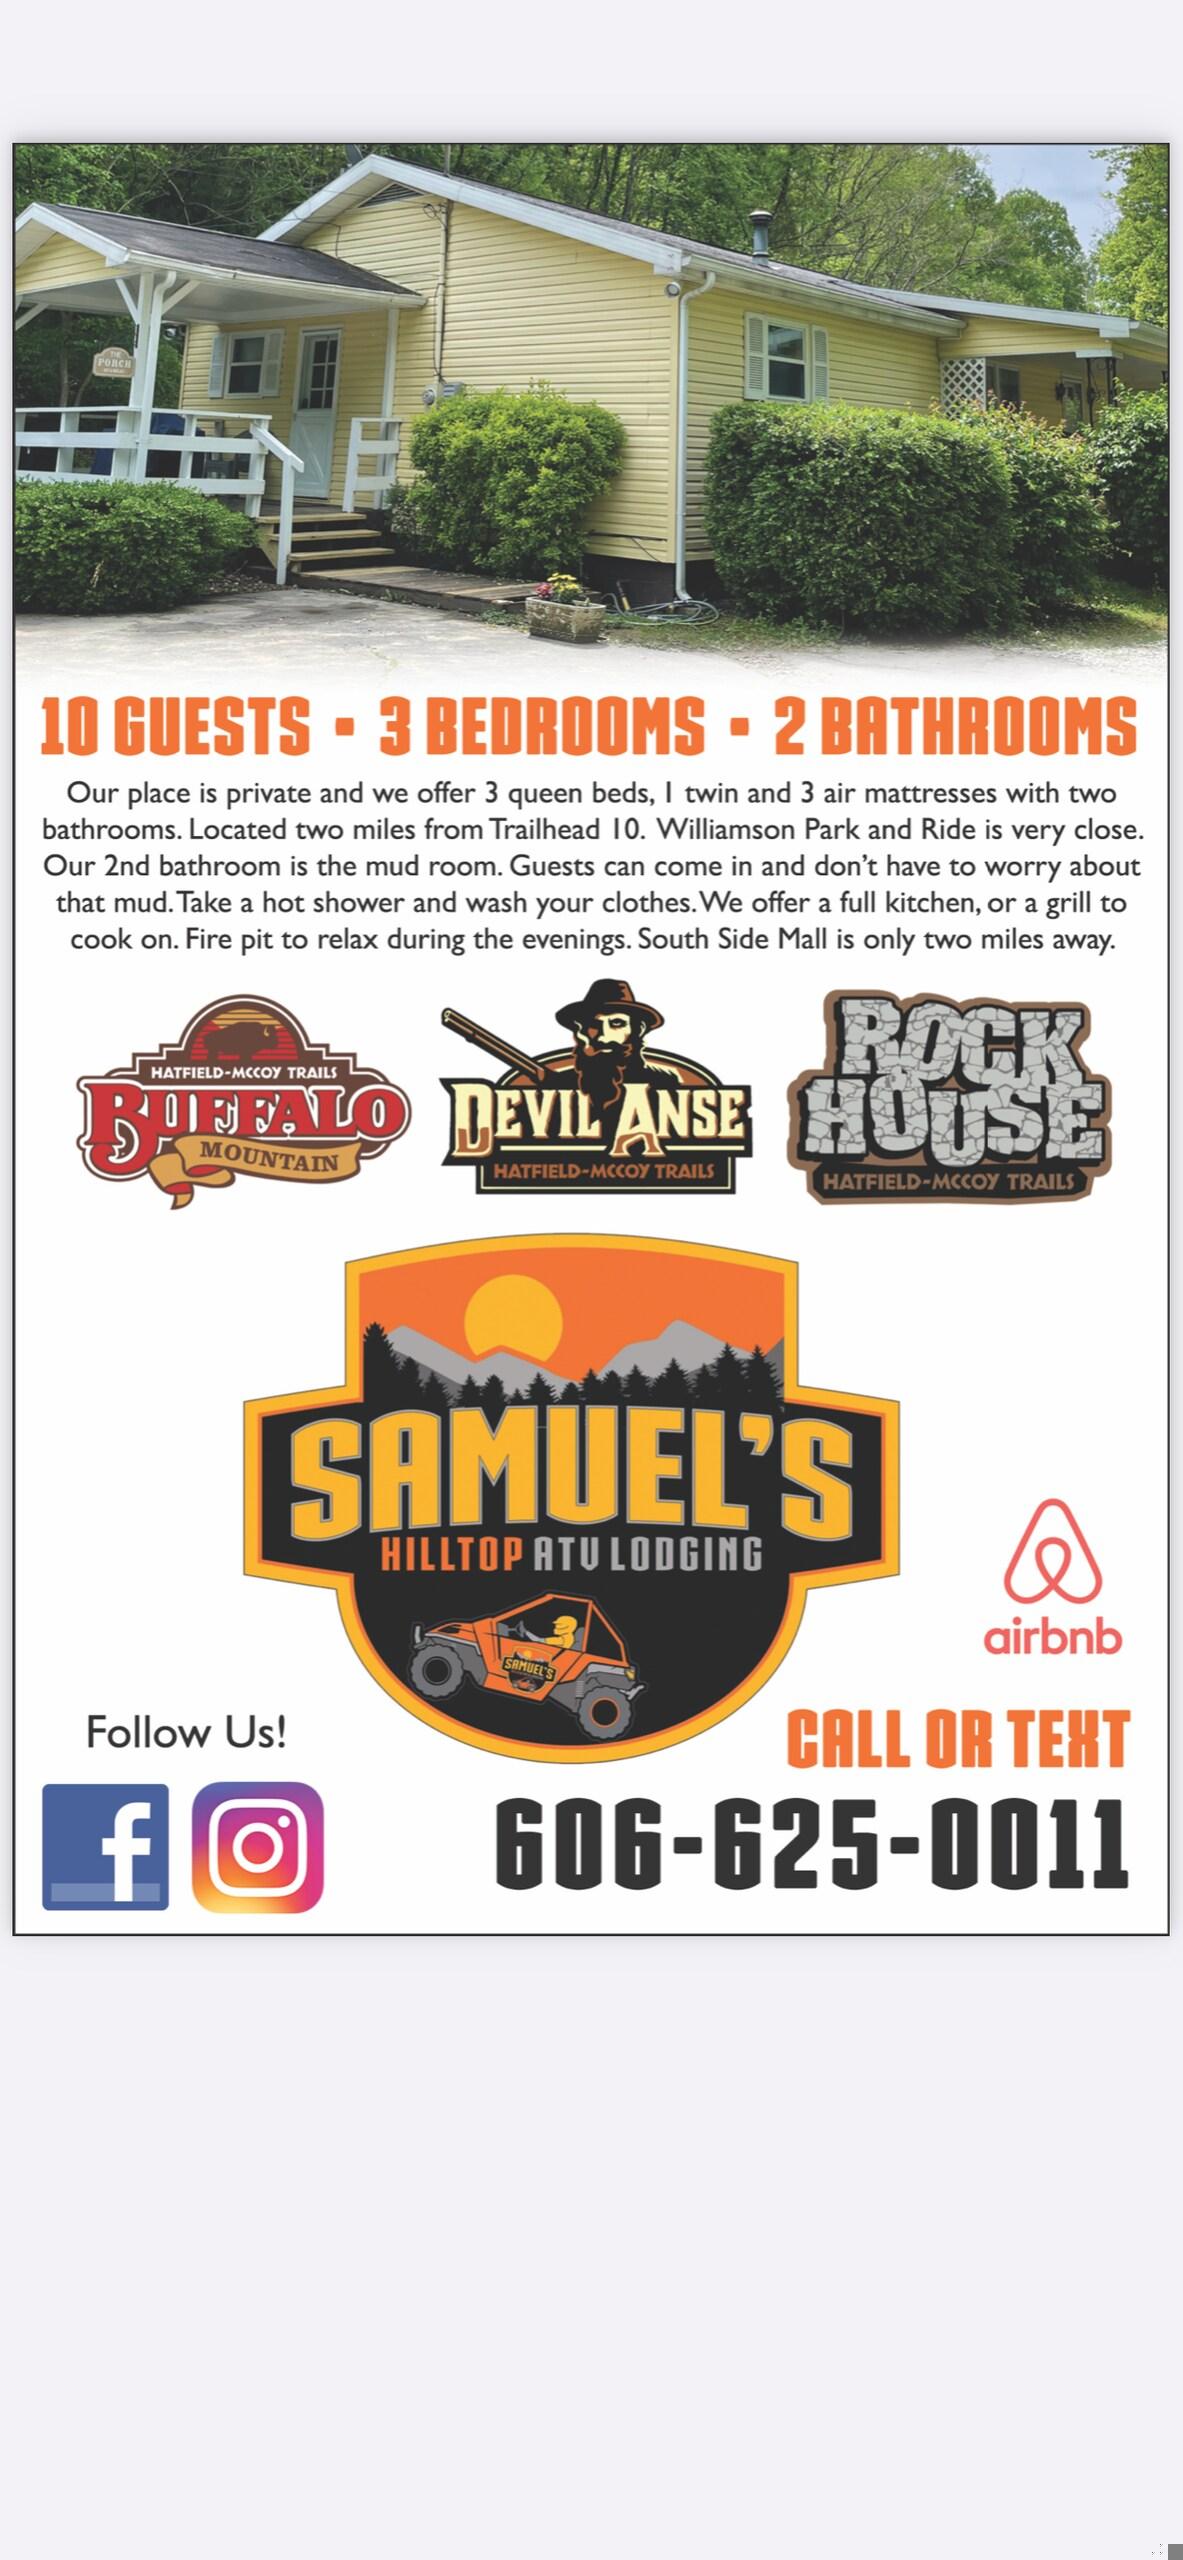 THE
PORCH
10 GUESTS • 3 BEDROOMS • 2 BATHROOMS
Our place is private and we offer 3 queen beds, 1 twin and 3 air mattresses with two
bathrooms. Located two miles from Trailhead 10. Williamson Park and Ride is very close.
Our 2nd bathroom is the mud room. Guests can come in and don't have to worry about
that mud. Take a hot shower and wash your clothes. We offer a full kitchen, or a grill to
cook on. Fire pit to relax during the evenings. South Side Mall is only two miles away.
HATFIELD-MCCOY TRAILS
BUFFALO
MOUNTAIN
DEVIL ANSE
HATFIELD-MCCOY TRAILS
ROCK
HOUSE
HATFIELD-MCCOY TRAILS
SAMUEL'S
HILLTOP ATV LODGING
SAMUEL'S
airbnb
Follow Us!
f
CALL OR TEXT
606-625-0011